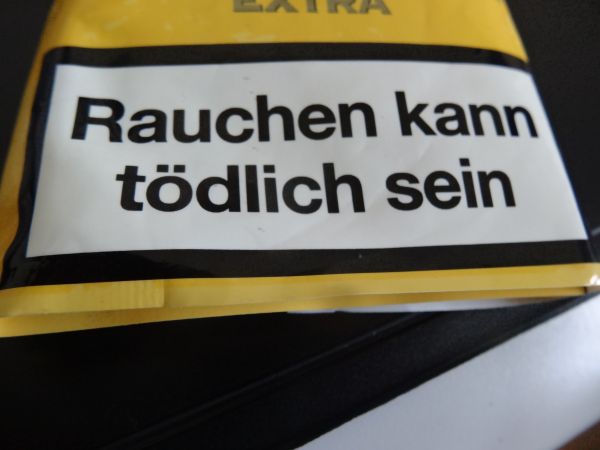 EXTRA
Rauchen kann
tödlich sein